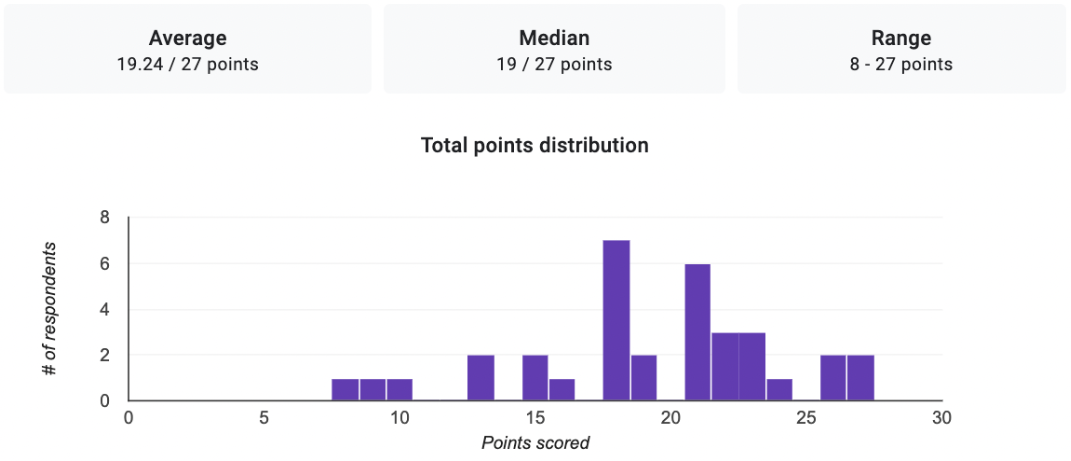 Average
19.24 / 27 points
Median
19 / 27 points
Range
8 - 27 points
Total points distribution
# of respondents
8
6
4
2
0
0 5 10 15 20 25 30
Points scored